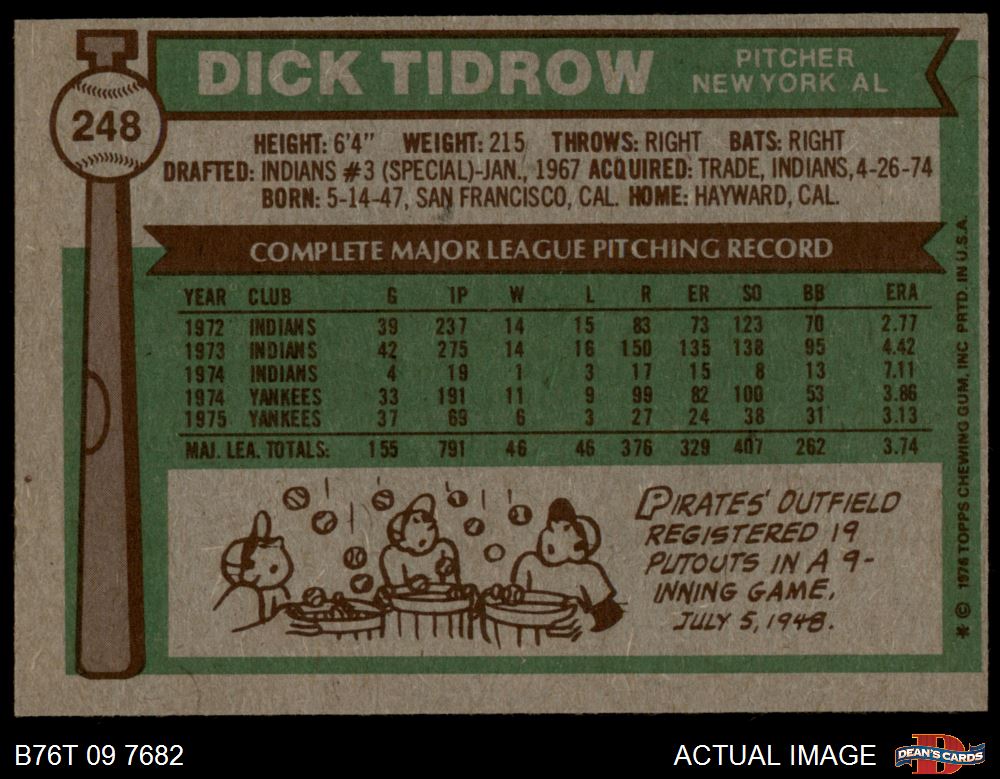 248
DICK TIDROW
PITCHER
NEW YORK AL
HEIGHT: 6'4" WEIGHT: 215 THROWS: RIGHT BATS: RIGHT
DRAFTED: INDIANS #3 (SPECIAL)-JAN., 1967 ACQUIRED: TRADE, INDIANS, 4-26-74
BORN: 5-14-47, SAN FRANCISCO, CAL. HOME: HAYWARD, CAL.
COMPLETE MAJOR LEAGUE PITCHING RECORD
YEAR CLUB G IP W L R ER SO BB ERA
1972 INDIANS 39 237 14 15 83 73 123 70 2.77
1973 INDIANS 42 275 14 16 150 135 138 95 4.42
1974 INDIANS 4 19 1 3 17 15 8 13 7.11
1974 YANKEES 33 191 11 9 99 82 100 53 3.86
1975 YANKEES 37 69 6 3 27 24 38 31 3.13
MAJ. LEA. TOTALS: 155 791 46 46 376 329 407 262 3.74
PIRATES' OUTFIELD
REGISTERED 19
PUTOUTS IN A 9-
INNING GAME,
JULY 5, 1948.
* © 1976 TOPPS CHEWING GUM, INC PRTD. IN U.S.A.
B76T 09 7682
ACTUAL IMAGE
D
DEAN'S CARDS